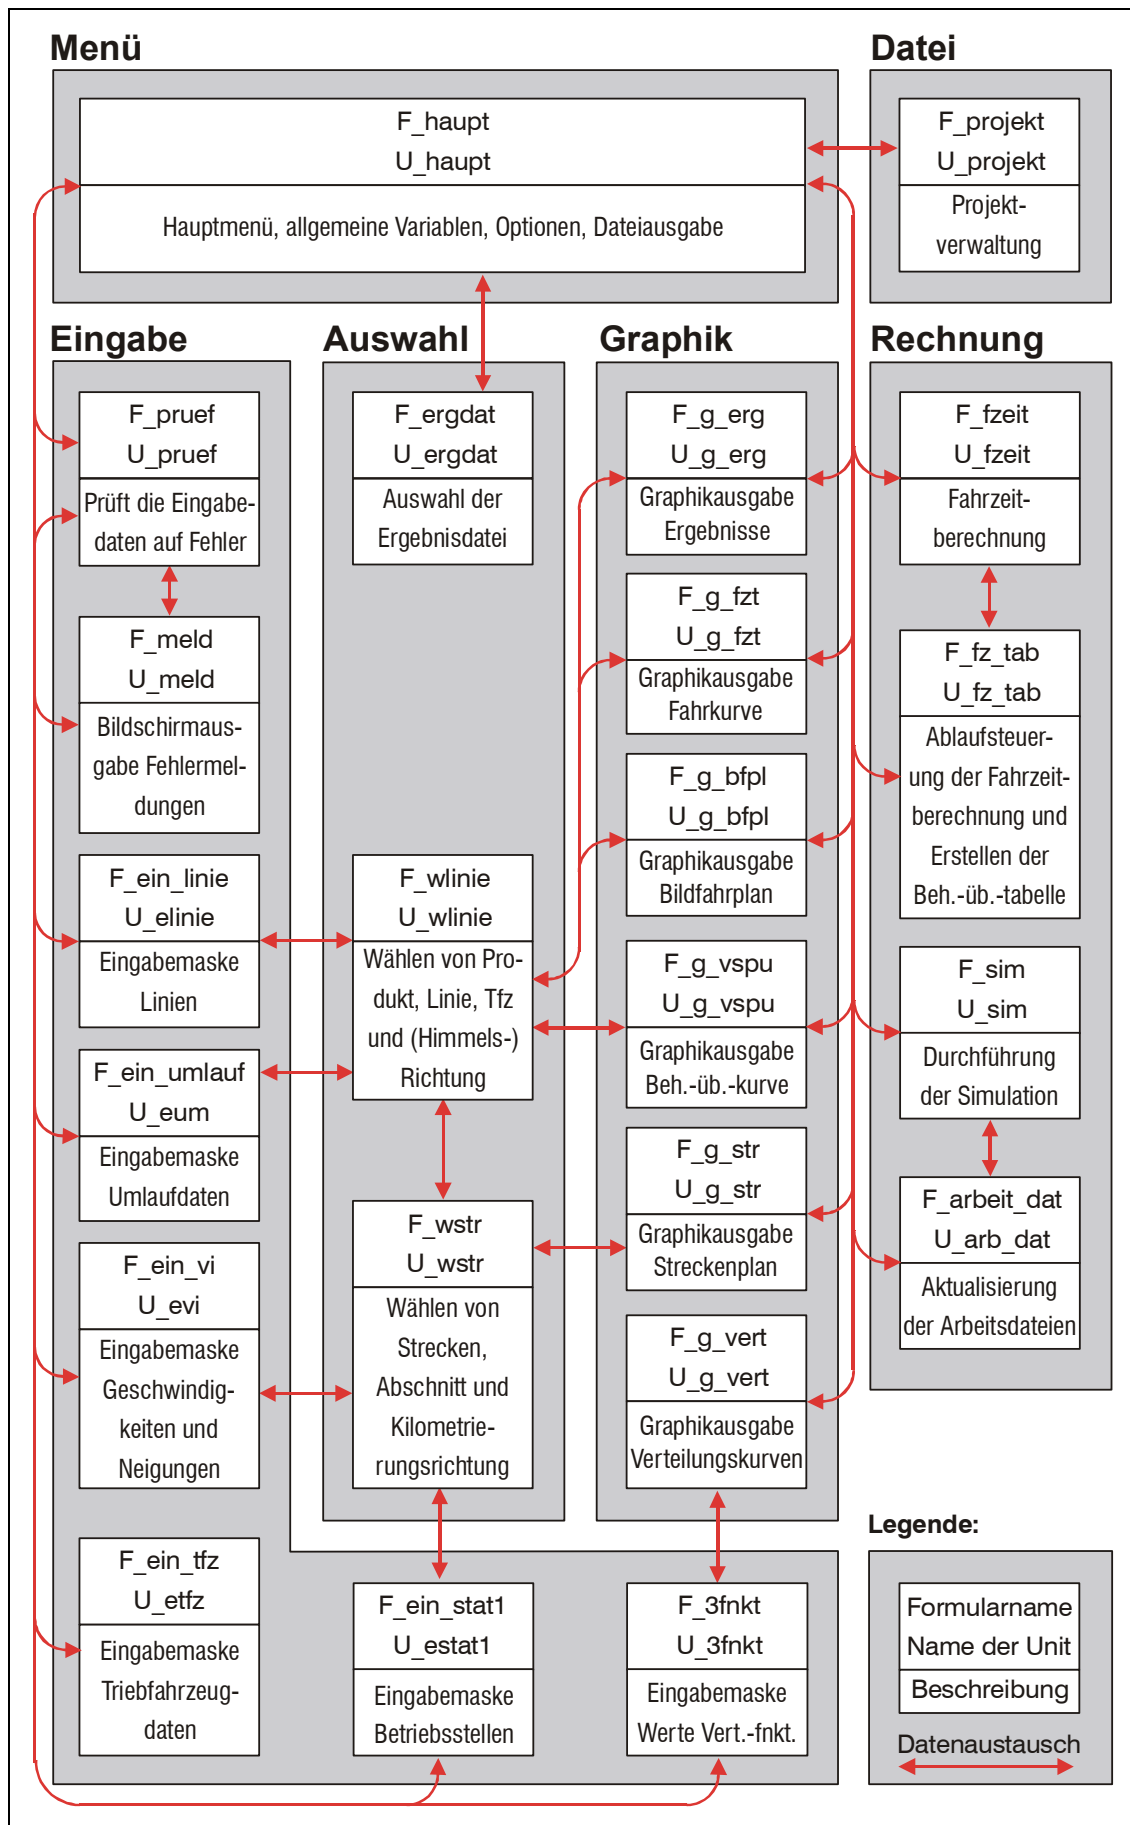 Menü
F_haupt
U_haupt
Hauptmenü, allgemeine Variablen, Optionen, Dateiausgabe
Datei
F_projekt
U_projekt
Projekt-
verwaltung
Eingabe
F_pruef
U_pruef
Prüft die Eingabe-
daten auf Fehler
F_meld
U_meld
Bildschirmaus-
gabe Fehlermel-
dungen
F_ein_linie
U_elinie
Eingabemaske
Linien
F_ein_umlauf
U_eum
Eingabemaske
Umlaufdaten
F_ein_vi
U_evi
Eingabemaske
Geschwindig-
keiten und
Neigungen
F_ein_tfz
U_etfz
Eingabemaske
Triebfahrzeug-
daten
F_ein_stat1
U_estat1
Eingabemaske
Betriebsstellen
F_3fnkt
U_3fnkt
Eingabemaske
Werte Vert.-fnkt.
Auswahl
F_ergdat
U_ergdat
Auswahl der
Ergebnisdatei
F_wlinie
U_wlinie
Wählen von Pro-
dukt, Linie, Tfz
und (Himmels-)
Richtung
F_wstr
U_wstr
Wählen von
Strecken,
Abschnitt und
Kilometrie-
rungsrichtung
Graphik
F_g_erg
U_g_erg
Graphikausgabe
Ergebnisse
F_g_fzt
U_g_fzt
Graphikausgabe
Fahrkurve
F_g_bfpl
U_g_bfpl
Graphikausgabe
Bildfahrplan
F_g_vspu
U_g_vspu
Graphikausgabe
Beh.-üb.-kurve
F_g_str
U_g_str
Graphikausgabe
Streckenplan
F_g_vert
U_g_vert
Graphikausgabe
Verteilungskurven
Rechnung
F_fzeit
U_fzeit
Fahrzeit-
berechnung
F_fz_tab
U_fz_tab
Ablaufsteuer-
ung der Fahrzeit-
berechnung und
Erstellen der
Beh.-üb.-tabelle
F_sim
U_sim
Durchführung
der Simulation
F_arbeit_dat
U_arb_dat
Aktualisierung
der Arbeitsdateien
Legende:
Formularname
Name der Unit
Beschreibung
Datenaustausch